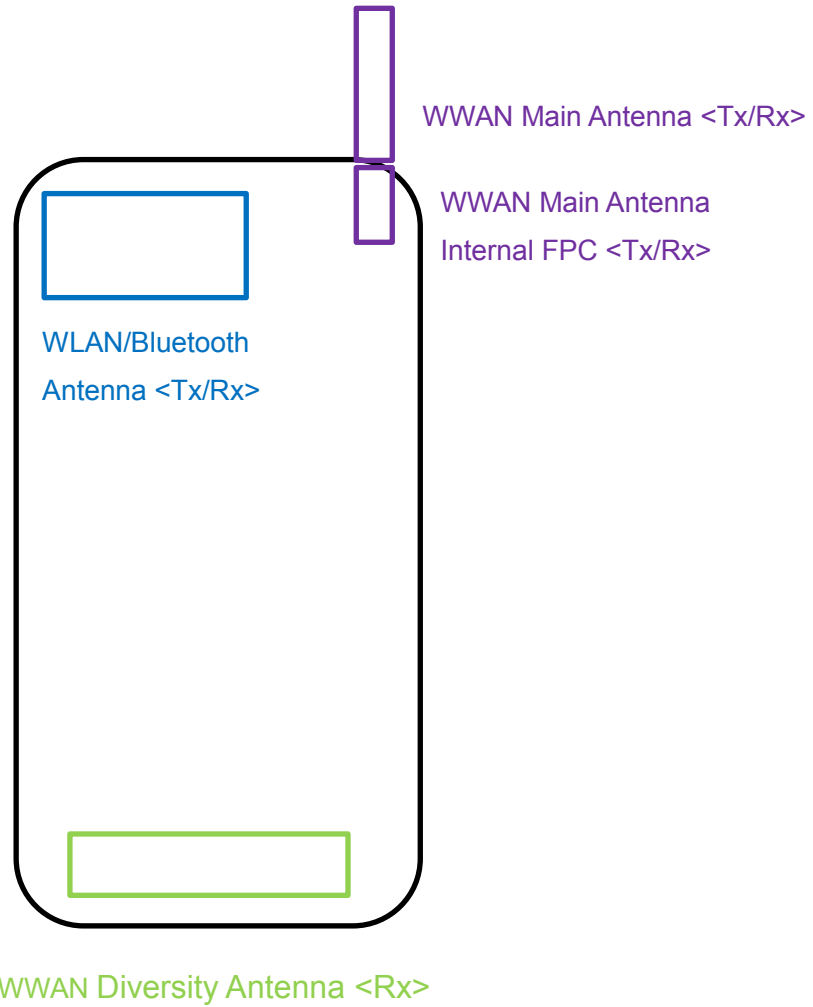 WWAN Main Antenna <Tx/Rx>
WWAN Main Antenna
Internal FPC <Tx/Rx>
WLAN/Bluetooth
Antenna <Tx/Rx>
WWAN Diversity Antenna <Rx>